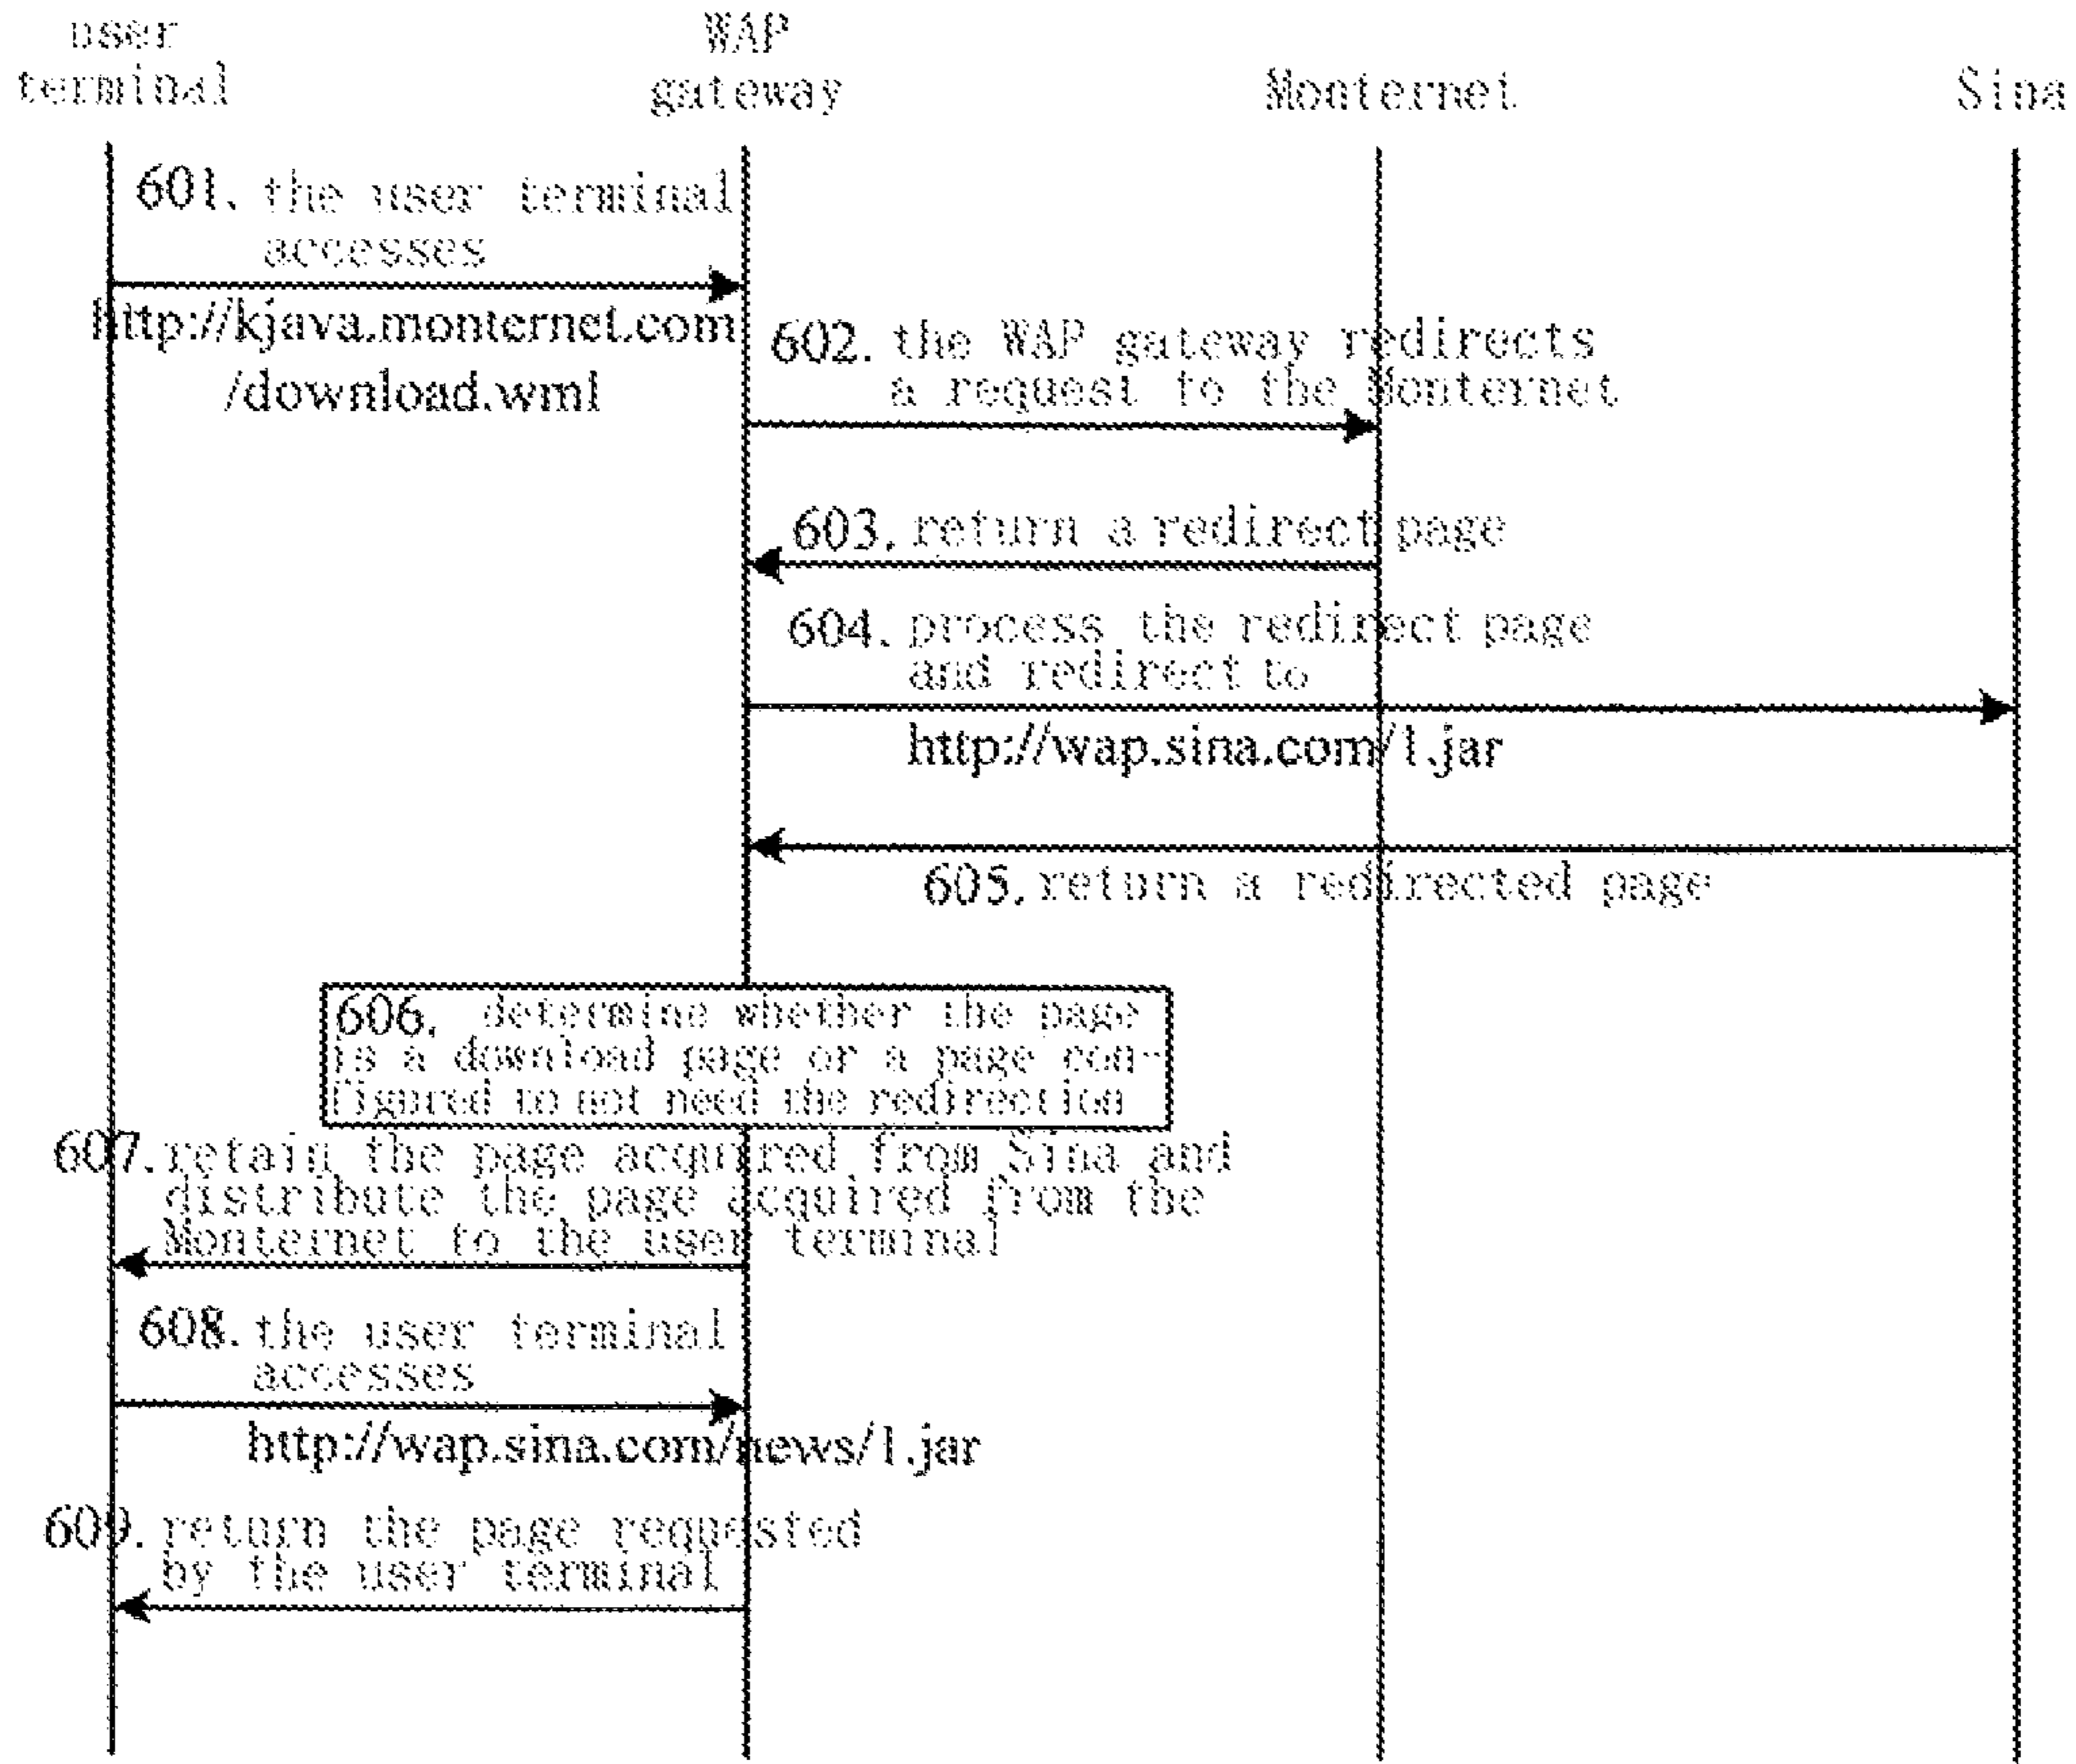 user
terminal
WAP
gateway
Monternet
Sina
601. the user terminal
accesses
http://kjava.monternet.com
/download.wml
602. the WAP gateway redirects
a request to the Monternet
603. return a redirect page
604. process the redirect page
and redirect to
http://wap.sina.com/1.jar
605. return a redirected page
606. determine whether the page
is a download page or a page con-
figured to not need the redirection
607. retain the page acquired from Sina and
distribute the page acquired from the
Monternet to the user terminal
608. the user terminal
accesses
http://wap.sina.com/news/1.jar
609. return the page requested
by the user terminal